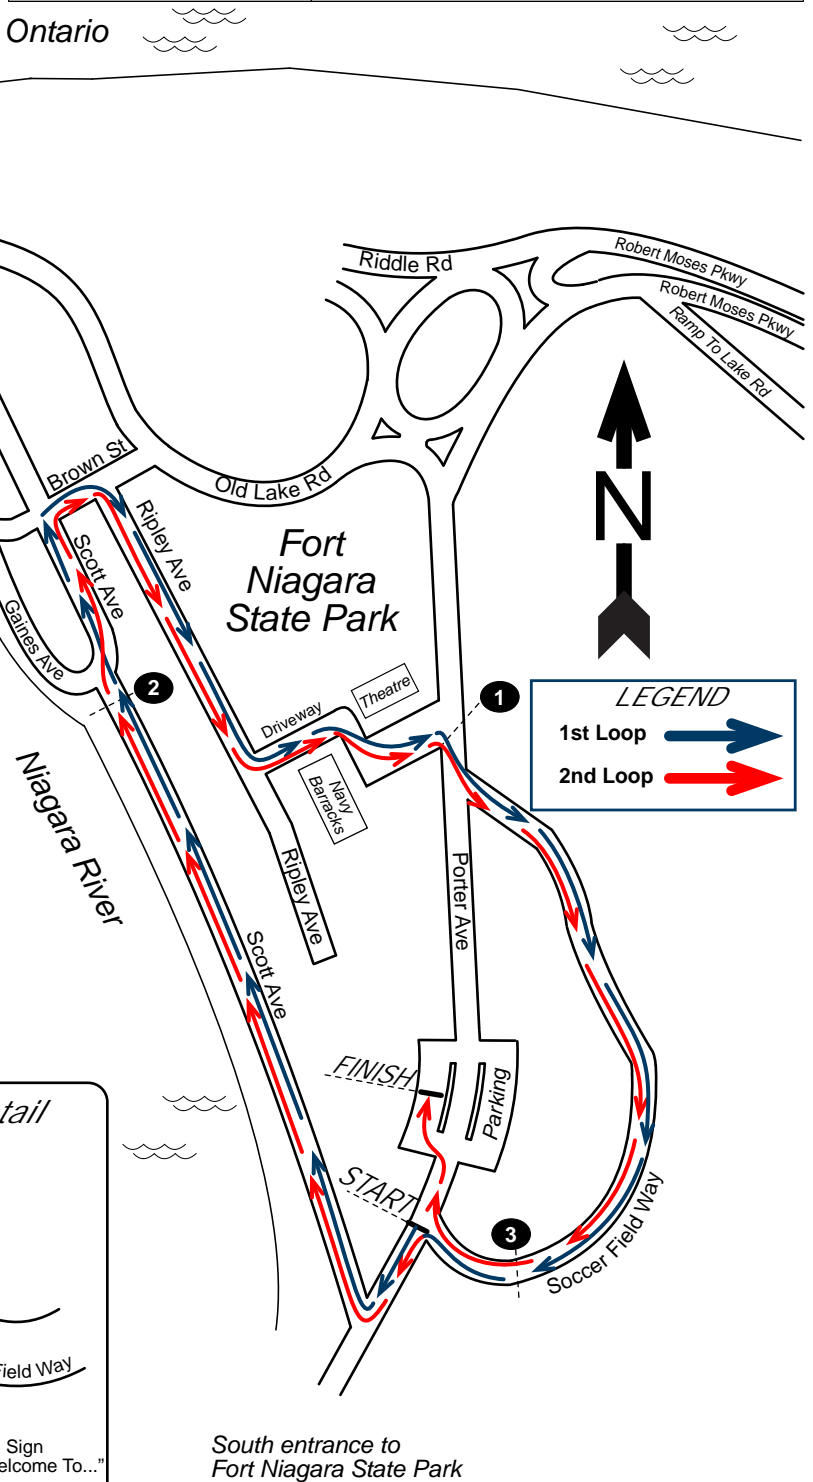 Ontario
Riddle Rd
Robert Moses Pkwy
Robert Moses Pkwy
Ramp To Lake Rd
Brown St
Old Lake Rd
Ripley Ave
Fort
Niagara
State Park
Scott Ave
Gaines Ave
Theatre
Driveway
1
2
LEGEND
1st Loop
2nd Loop
N
Navy
Barracks
Niagara River
Ripley Ave
Porter Ave
Scott Ave
FINISH
Parking
tail
START
3
Soccer Field Way
ield Way
Sign
elcome To..."
South entrance to
Fort Niagara State Park